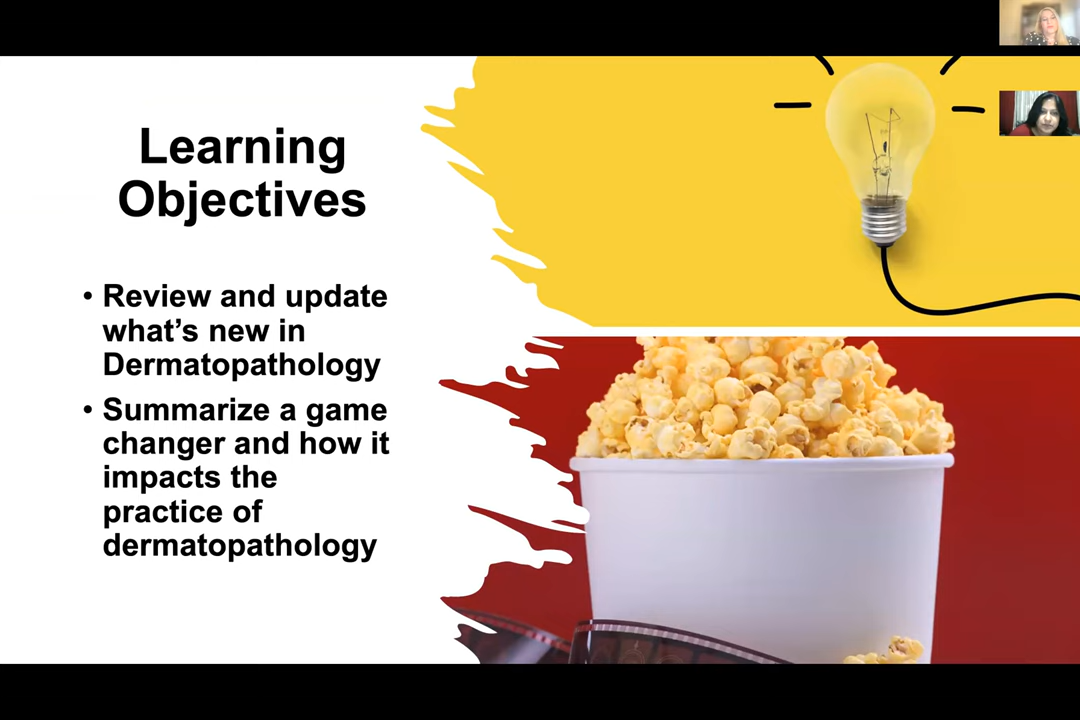 Learning
Objectives
• Review and update
what’s new in
Dermatopathology
• Summarize a game
changer and how it
impacts the
practice of
dermatopathology